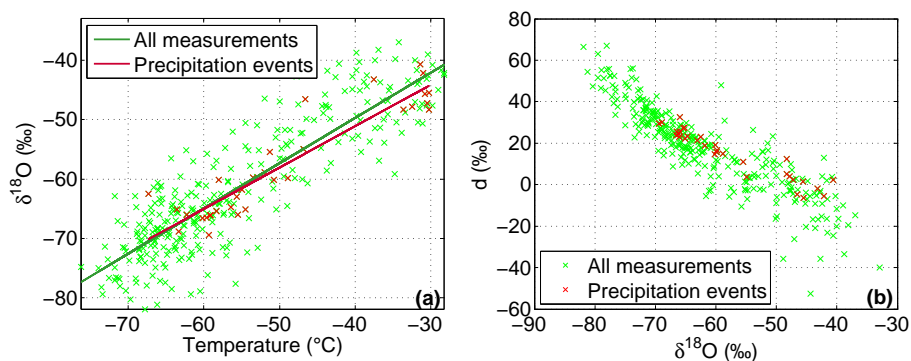 All measurements
Precipitation events
−40
−50
−60
−70
−80
δ18O (‰)
−70 −60 −50 −40 −30
Temperature (°C)
(a)
80
60
40
20
0
−20
−40
−60
d (‰)
All measurements
Precipitation events
−90 −80 −70 −60 −50 −40 −30
δ18O (‰)
(b)